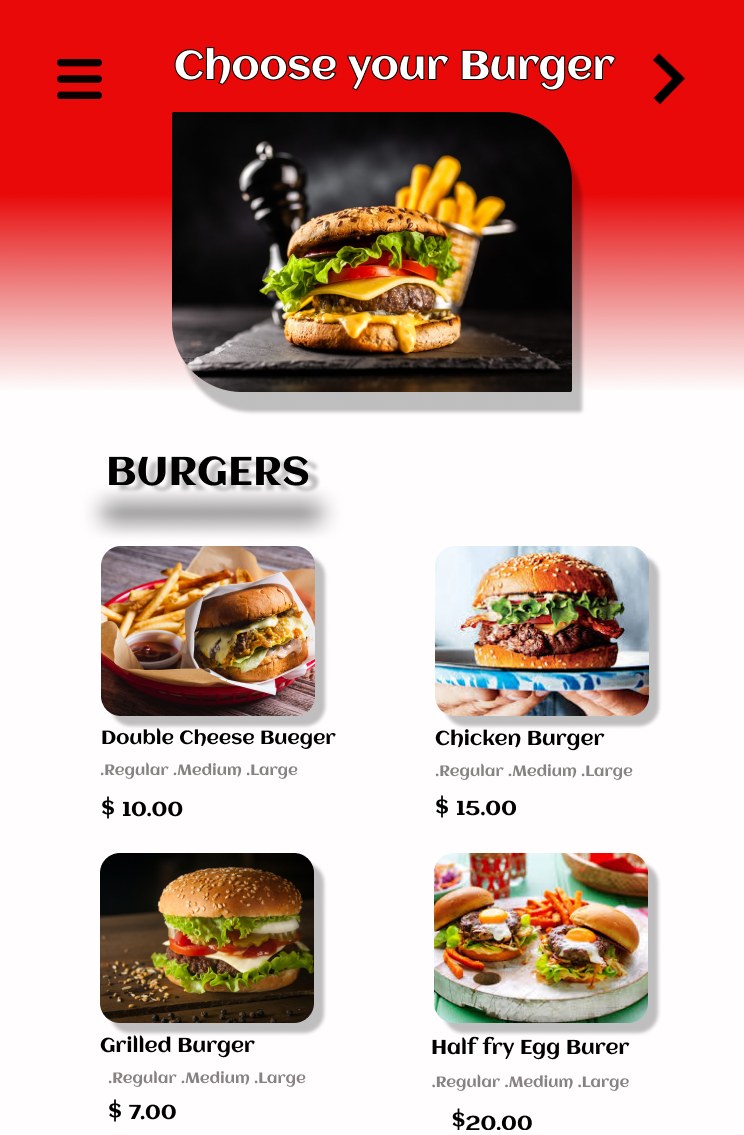 Choose your Burger
BURGERS
Double Cheese Bueger
.Regular .Medium .Large
$ 10.00
Chicken Burger
.Regular .Medium .Large
$ 15.00
Grilled Burger
.Regular .Medium .Large
$ 7.00
Half fry Egg Burer
.Regular .Medium .Large
$20.00